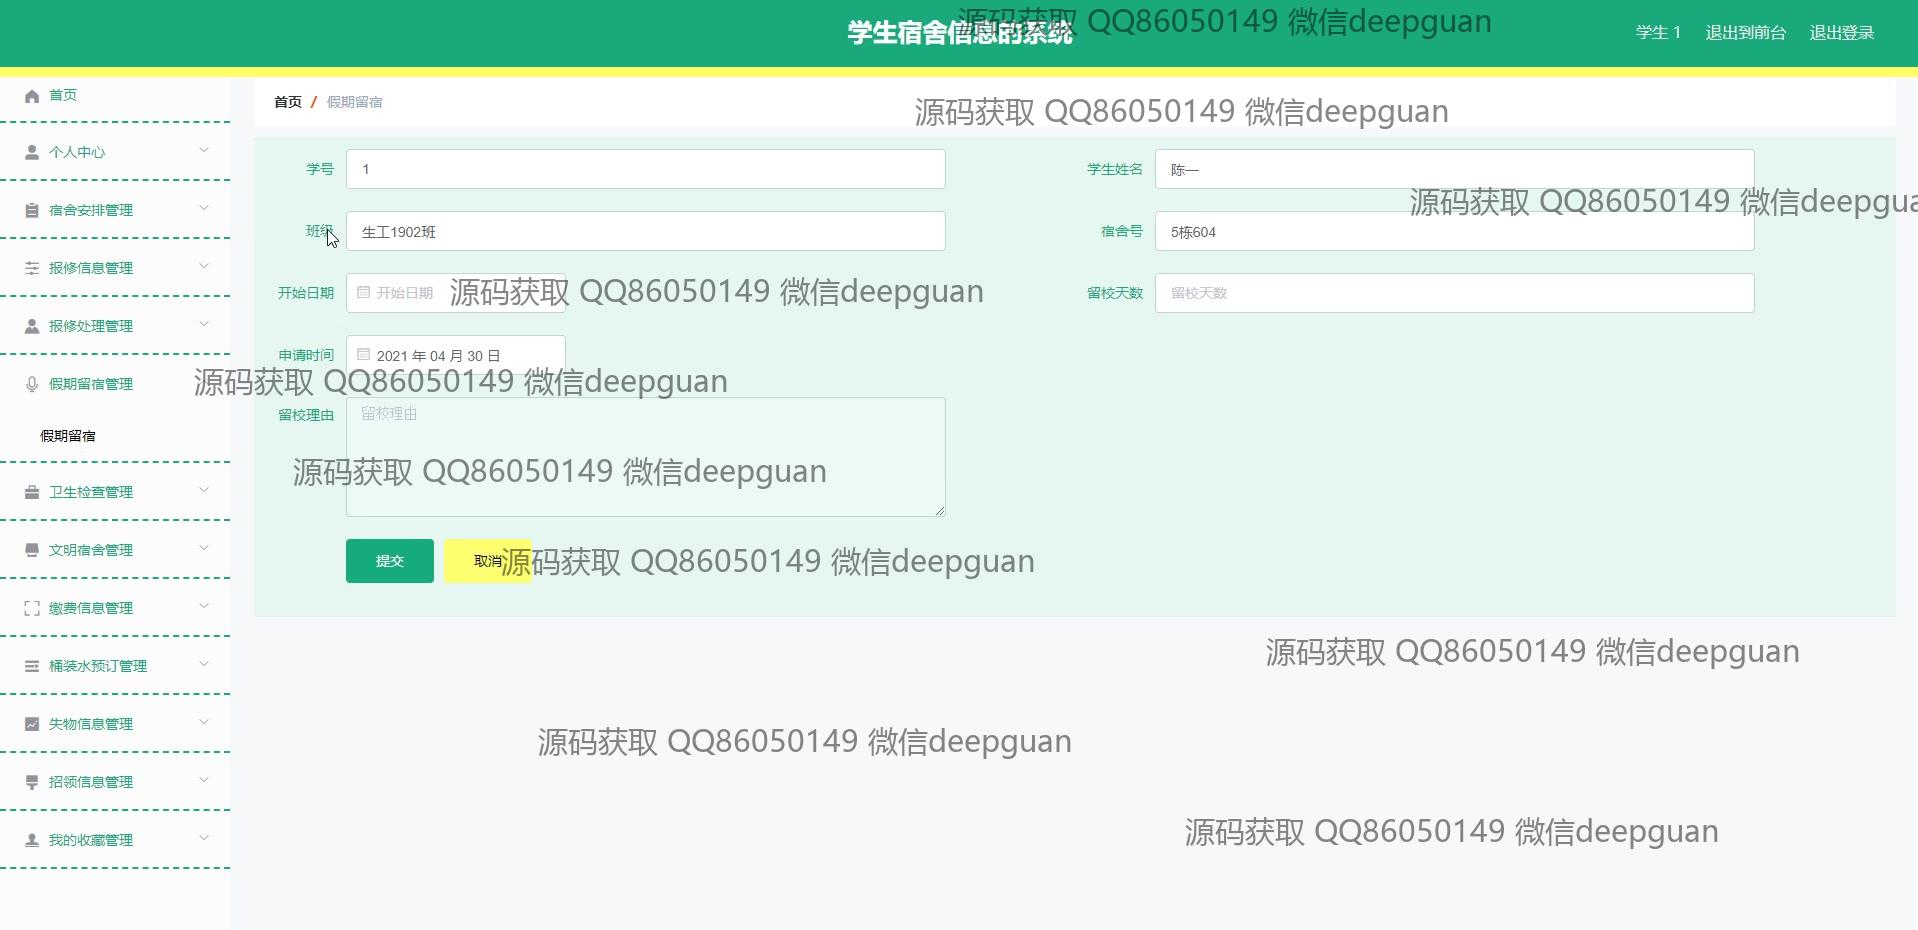 学生宿舍信息的系统
源码获取 QQ86050149 微信deepguan
学生 1 退出到前台 退出登录
首页
个人中心
宿舍安排管理
报修信息管理
报修处理管理
假期留宿管理
假期留宿
卫生检查管理
文明宿舍管理
缴费信息管理
桶装水预订管理
失物信息管理
招领信息管理
我的收藏管理
首页 / 假期留宿
源码获取 QQ86050149 微信deepguan
学号 1 学生姓名 陈一
源码获取 QQ86050149 微信deepgua
班级 生工1902班 宿舍号 5栋604
开始日期 开始日期 留校天数 留校天数
源码获取 QQ86050149 微信deepguan
申请时间 2021 年 04 月 30 日
源码获取 QQ86050149 微信deepguan
留校理由 留校理由
源码获取 QQ86050149 微信deepguan
提交 取消
源码获取 QQ86050149 微信deepguan
源码获取 QQ86050149 微信deepguan
源码获取 QQ86050149 微信deepguan
源码获取 QQ86050149 微信deepguan